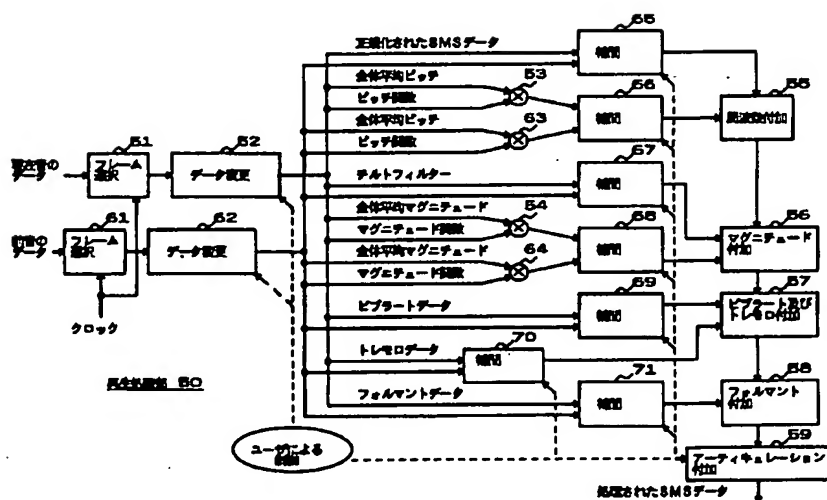 正規化されたSMSデータ
65
補間
全体平均ピッチ
53
ピッチ関数
66
補間
55
周波数付加
全体平均ピッチ
63
ピッチ関数
51
現在音の
データ
フレーム
選択
52
データ変更
チルトフィルター
67
補間
全体平均マグニチュード
54
マグニチュード関数
68
補間
56
マグニチュード
付加
61
前音の
データ
フレーム
選択
62
データ変更
全体平均マグニチュード
64
マグニチュード関数
クロック
ビブラートデータ
69
補間
57
ビブラート及び
トレモロ付加
トレモロデータ
70
補間
再生処理部 50
フォルマントデータ
71
補間
58
フォルマント
付加
ユーザによる
制御
59
アーティキュレーション
付加
処理されたSMSデータ